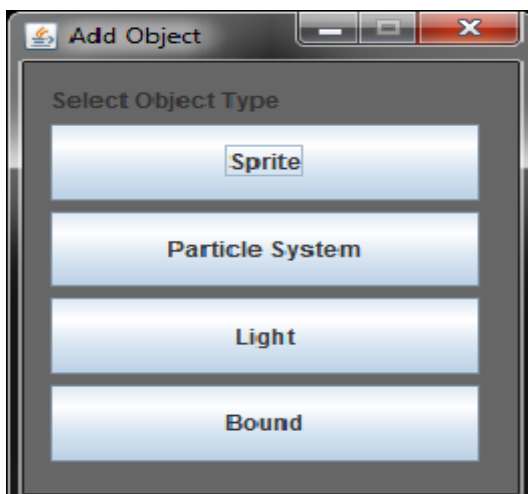 Add Object
Select Object Type
Sprite
Particle System
Light
Bound